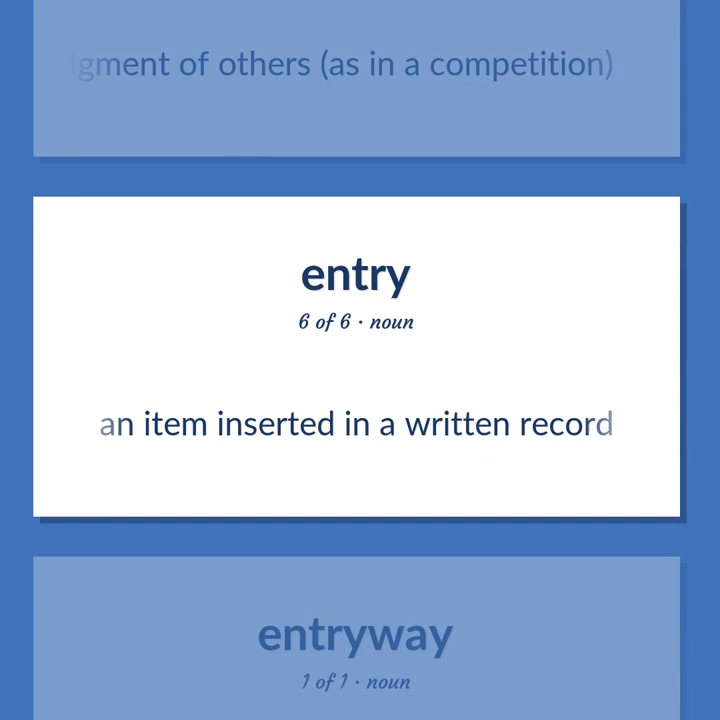 gment of others (as in a competition)
entry
6 of 6 · noun
an item inserted in a written record
entryway
1 of 1 · noun